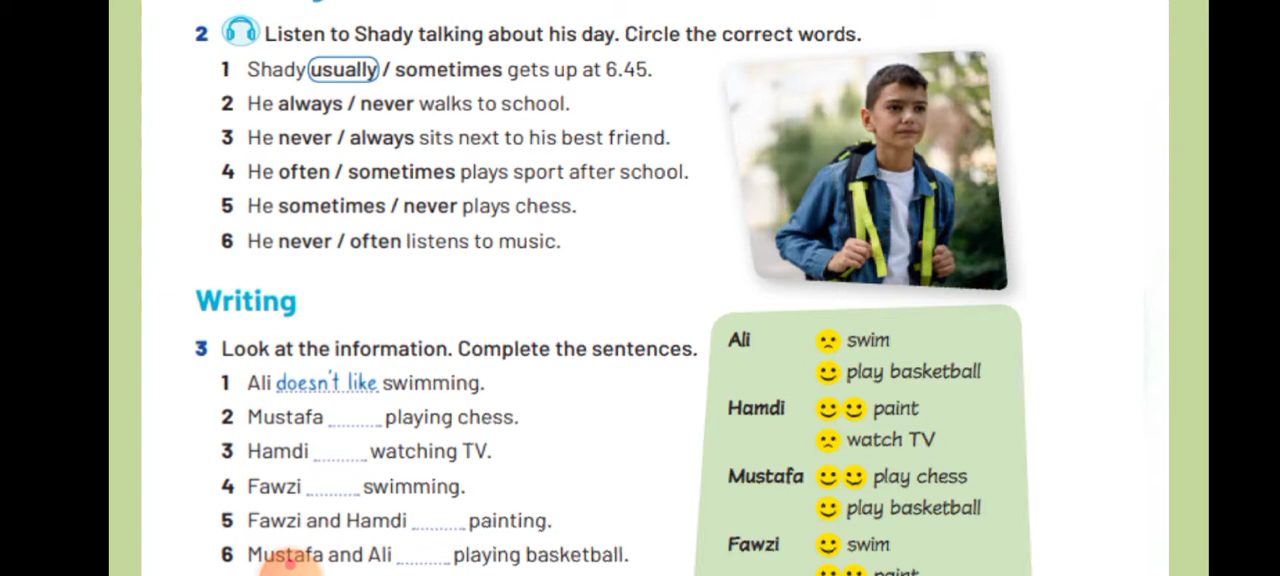 2 Listen to Shady talking about his day. Circle the correct words.
1 Shady usually / sometimes gets up at 6.45.
2 He always / never walks to school.
3 He never / always sits next to his best friend.
4 He often / sometimes plays sport after school.
5 He sometimes / never plays chess.
6 He never / often listens to music.
Writing
3 Look at the information. Complete the sentences.
1 Ali doesn't like swimming.
2 Mustafa ........ playing chess.
3 Hamdi ........ watching TV.
4 Fawzi ........ swimming.
5 Fawzi and Hamdi ........ painting.
6 Mustafa and Ali ........ playing basketball.
Ali swim
play basketball
Hamdi paint
watch TV
Mustafa play chess
play basketball
Fawzi swim
paint